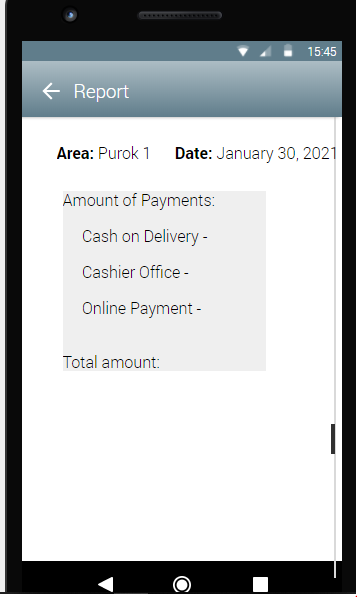 15:45
Report
Area: Purok 1 Date: January 30, 2021
Amount of Payments:
Cash on Delivery -
Cashier Office -
Online Payment -
Total amount: